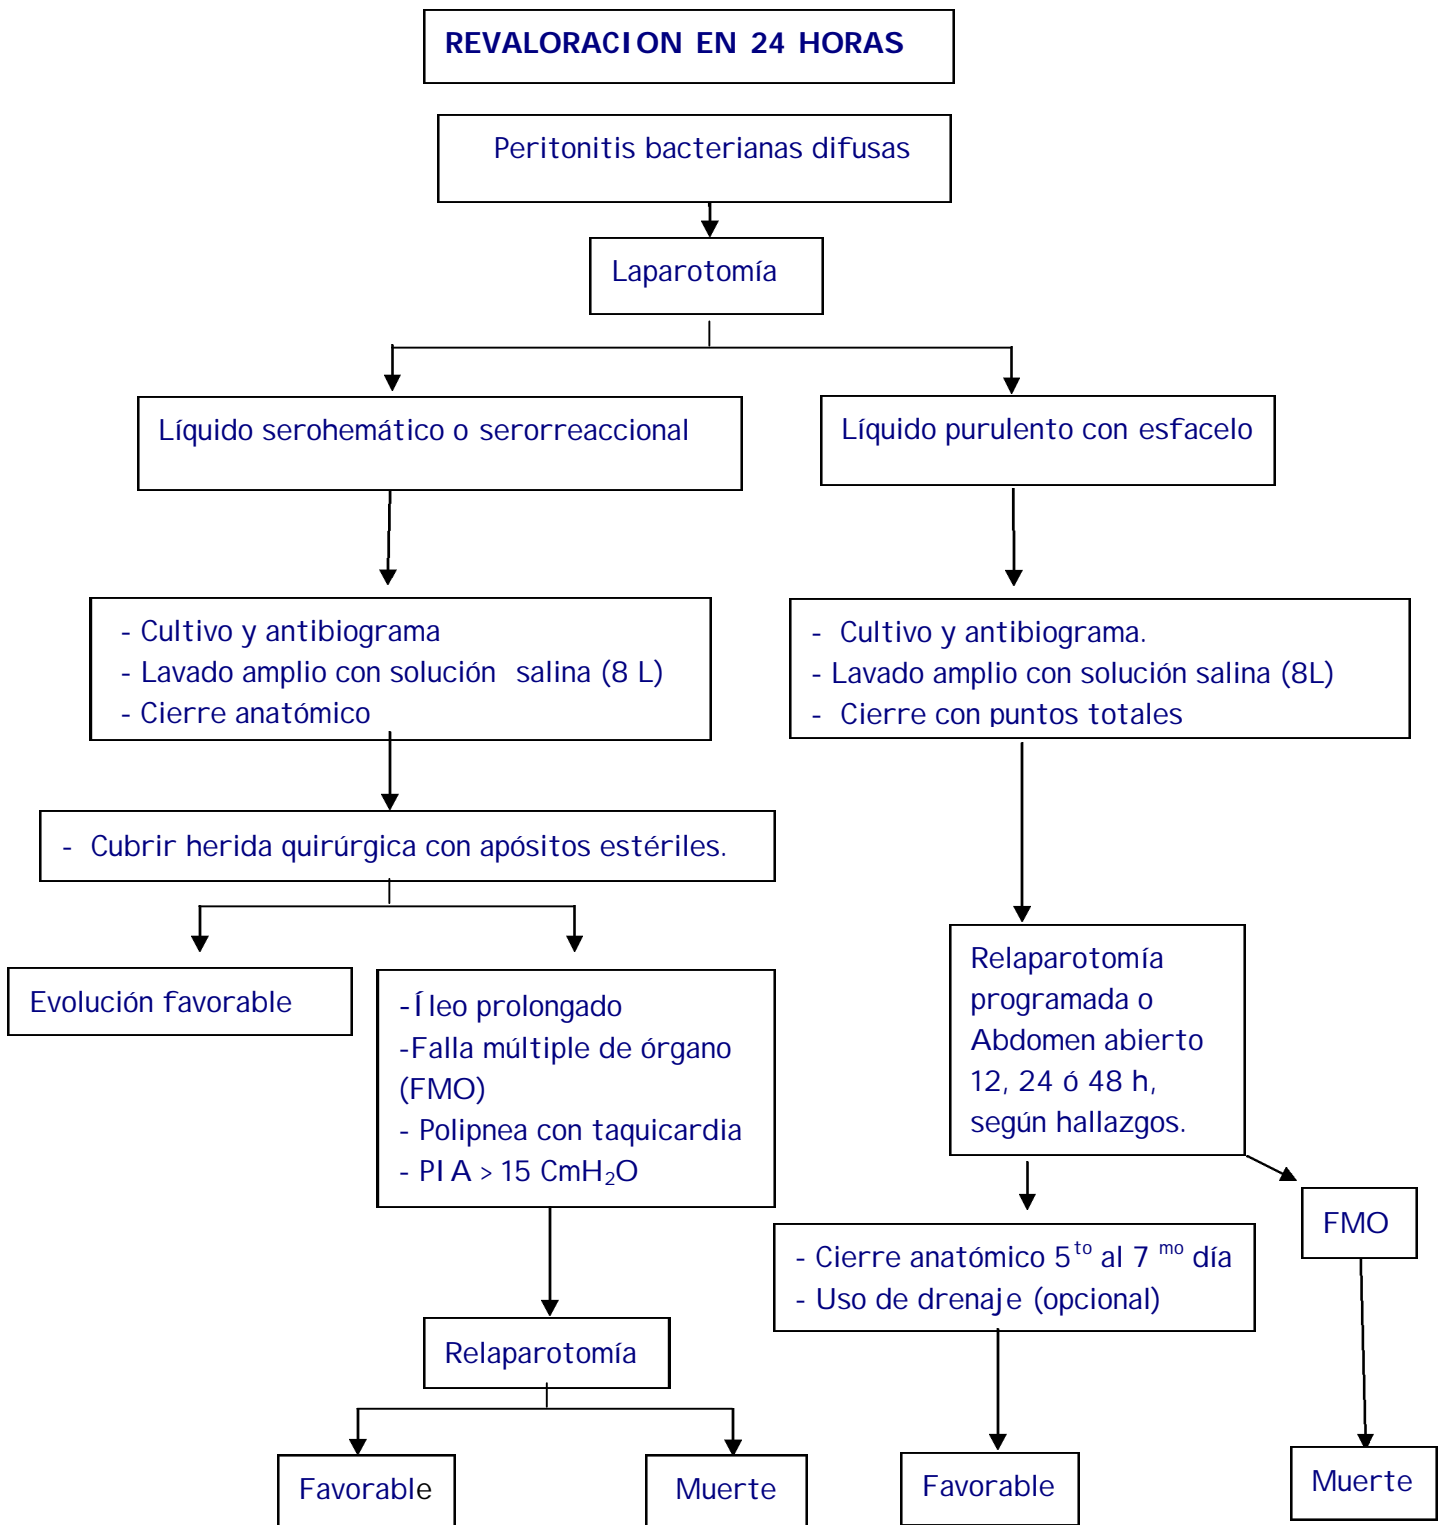 REVALORACION EN 24 HORAS
Peritonitis bacterianas difusas
Laparotomía
Líquido serohemático o serorreaccional
Líquido purulento con esfacelo
- Cultivo y antibiograma
- Lavado amplio con solución salina (8 L)
- Cierre anatómico
- Cultivo y antibiograma.
- Lavado amplio con solución salina (8L)
- Cierre con puntos totales
- Cubrir herida quirúrgica con apósitos estériles.
Evolución favorable
-Íleo prolongado
-Falla múltiple de órgano
(FMO)
- Polipnea con taquicardia
- PIA > 15 CmH₂O
Relaparotomía
programada o
Abdomen abierto
12, 24 ó 48 h,
según hallazgos.
FMO
- Cierre anatómico 5ᵗᵒ al 7 ᵐᵒ día
- Uso de drenaje (opcional)
Relaparotomía
Favorable
Muerte
Favorable
Muerte